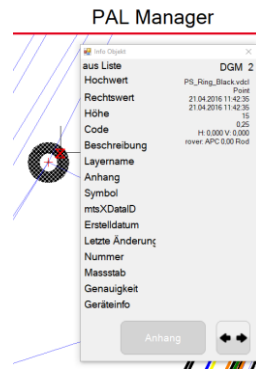 PAL Manager
Info Objekt
aus Liste DGM 2
Hochwert PS_Ring_Black.vdcl
Rechtswert Point
21.04.2016 11:42:35
Höhe 21.04.2016 11:42:35
15
Code 0,25
Beschreibung H: 0,000 V: 0,000
Layername rover: APC 0,00 Rod
Anhang
Symbol
mtsXDataID
Erstelldatum
Letzte Änderung
Nummer
Massstab
Genauigkeit
Geräteinfo
Anhang